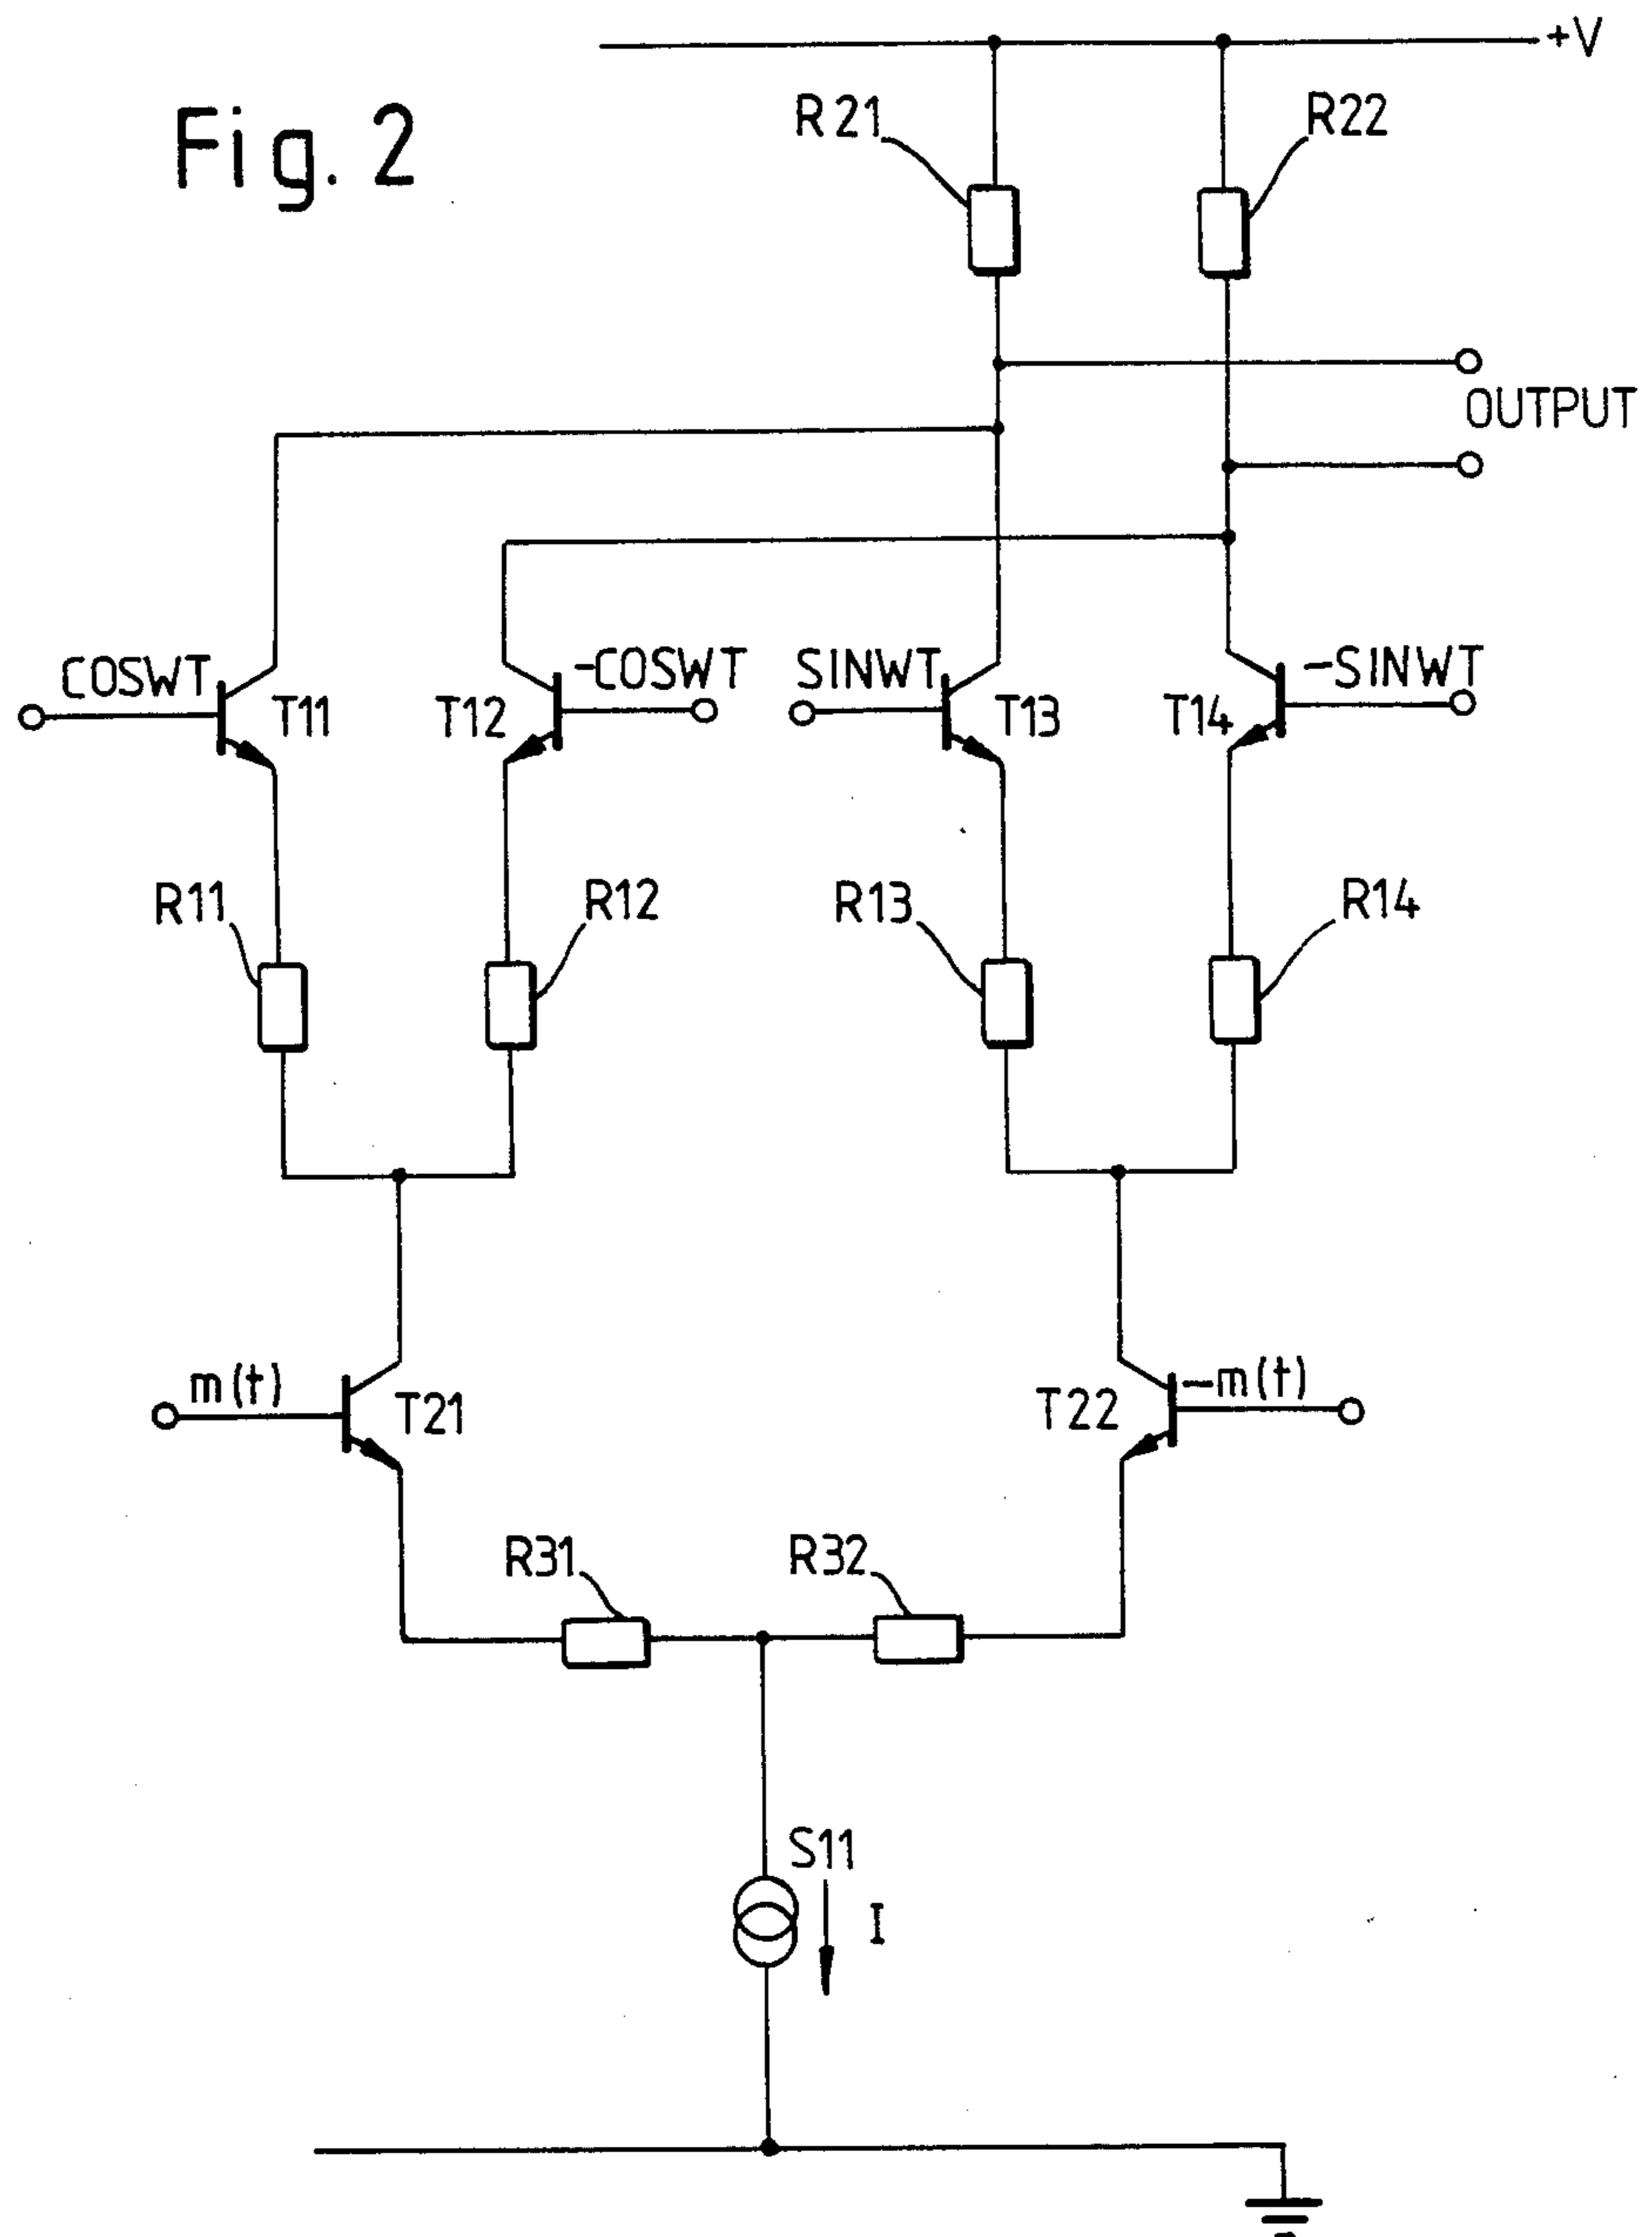 +V
Fig. 2
R21
R22
OUTPUT
COSWT
T11
T12
-COSWT
SINWT
T13
T14
-SINWT
R11
R12
R13
R14
m(t)
T21
T22
-m(t)
R31
R32
S11
I